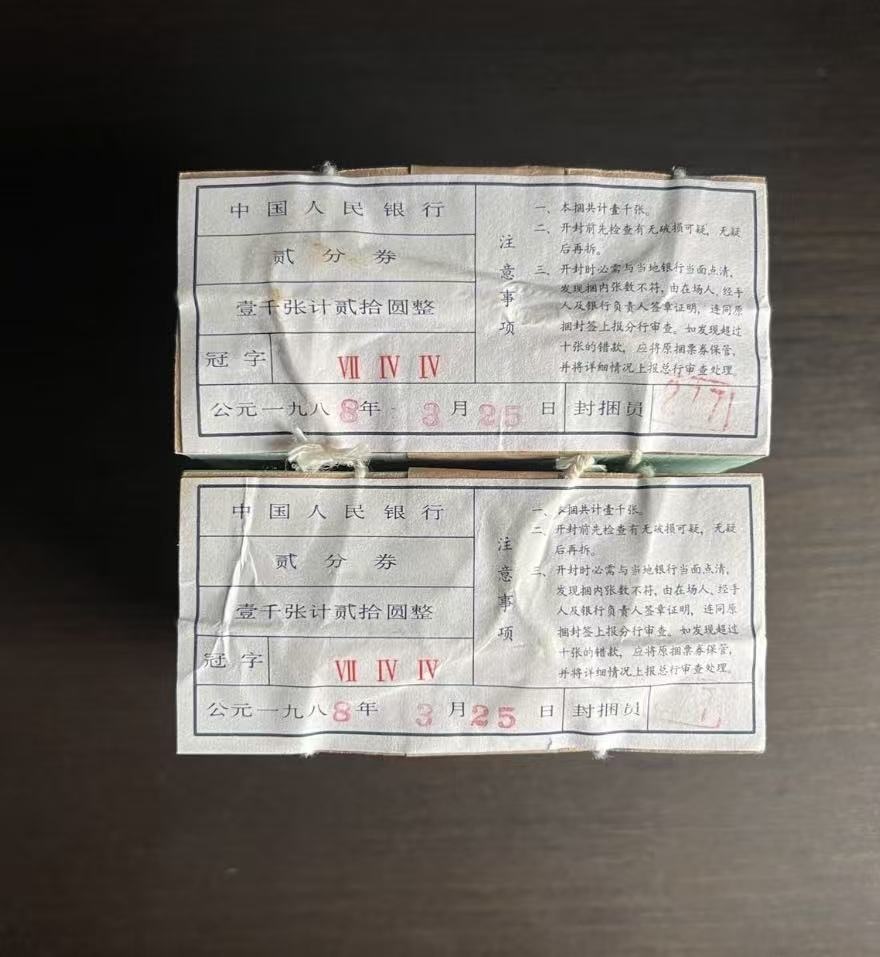 中国人民银行
贰分券
壹千张计贰拾圆整
冠字 Ⅶ Ⅳ Ⅳ
公元一九八8年3月25日 封捆员
注意事项
一、本捆共计壹千张。
二、开封前先检查有无破损可疑，无疑
后再拆。
三、开封时必需与当地银行当面点清，
发现捆内张数不符，由在场人、经手
人及银行负责人签章证明，连同原
捆封签上报分行审查。如发现超过
十张的错款，应将原捆票券保管，
并将详细情况上报总行审查处理。
中国人民银行
贰分券
壹千张计贰拾圆整
冠字 Ⅶ Ⅳ Ⅳ
公元一九八8年3月25日 封捆员
注意事项
一、本捆共计壹千张。
二、开封前先检查有无破损可疑，无疑
后再拆。
三、开封时必需与当地银行当面点清，
发现捆内张数不符，由在场人、经手
人及银行负责人签章证明，连同原
捆封签上报分行审查。如发现超过
十张的错款，应将原捆票券保管，
并将详细情况上报总行审查处理。